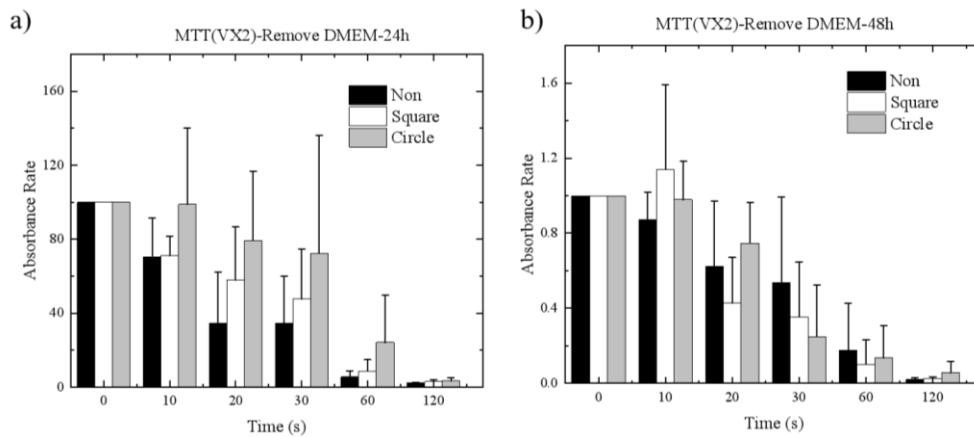 a)
MTT(VX2)-Remove DMEM-24h
160
120
80
40
0
Absorbance Rate
Non
Square
Circle
0 10 20 30 60 120
Time (s)
b)
MTT(VX2)-Remove DMEM-48h
1.6
1.2
0.8
0.4
0.0
Absorbance Rate
Non
Square
Circle
0 10 20 30 60 120
Time (s)